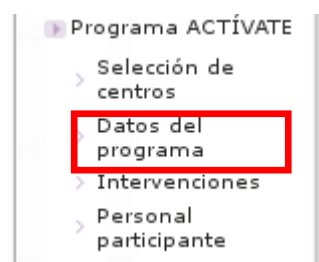 Programa ACTÍVATE
Selección de
centros
Datos del
programa
Intervenciones
Personal
participante